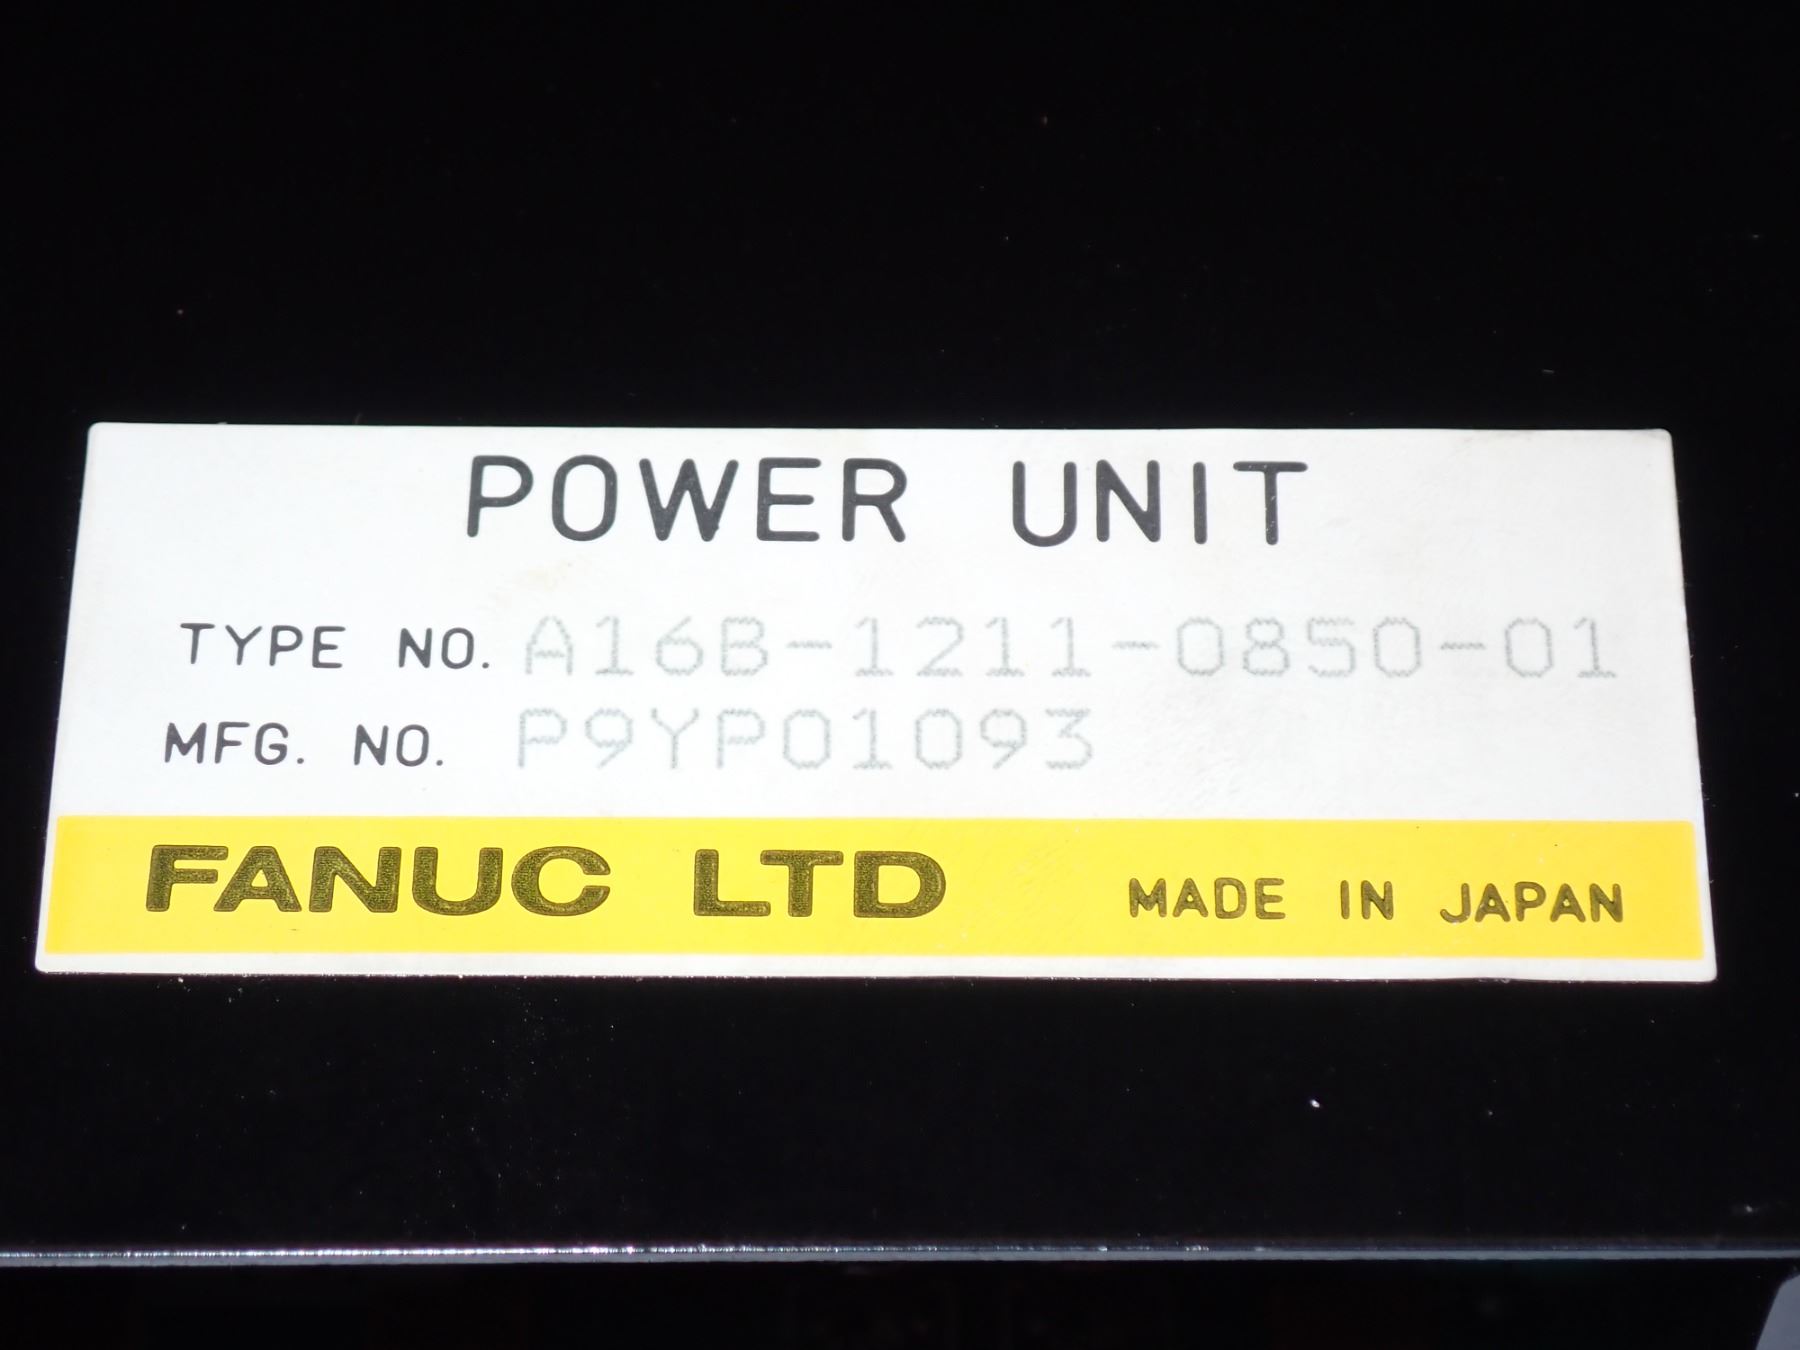 POWER UNIT
TYPE NO. A16B-1211-0850-01
MFG. NO. P9YP01093
FANUC LTD MADE IN JAPAN